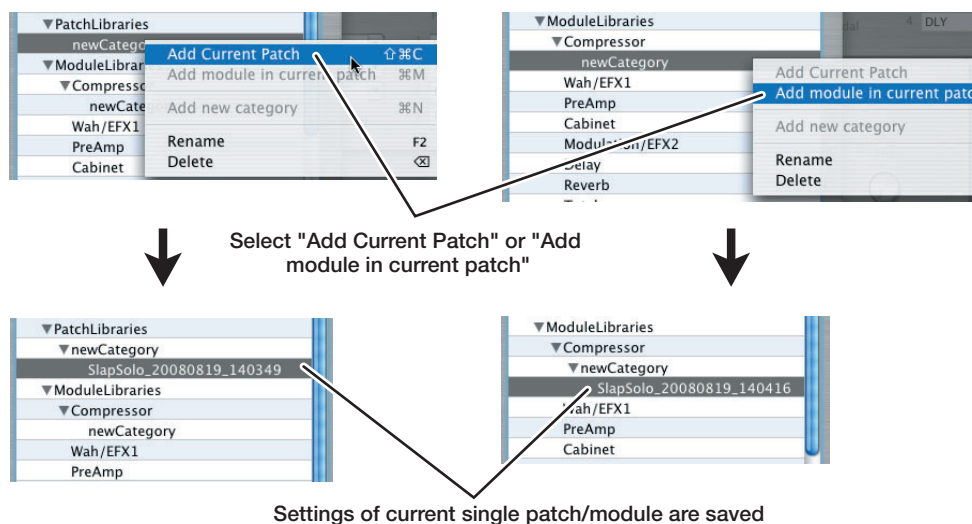 ▼PatchLibraries
newCatego
▼ModuleLibrar
▼Compresso
newCate
Wah/EFX1
PreAmp
Cabinet
Add Current Patch ⇧⌘C
Add module in current patch ⌘M
Add new category ⌘N
Rename F2
Delete ⌫
▼ModuleLibraries
▼Compressor
newCategory
Wah/EFX1
PreAmp
Cabinet
Modulation/EFX2
Delay
Reverb
dal 4 DLY
Add Current Patch
Add module in current patc
Add new category
Rename
Delete
Select "Add Current Patch" or "Add
module in current patch"
▼PatchLibraries
▼newCategory
SlapSolo_20080819_140349
▼ModuleLibraries
▼Compressor
newCategory
Wah/EFX1
PreAmp
▼ModuleLibraries
▼Compressor
▼newCategory
SlapSolo_20080819_140416
Wah/EFX1
PreAmp
Cabinet
Settings of current single patch/module are saved